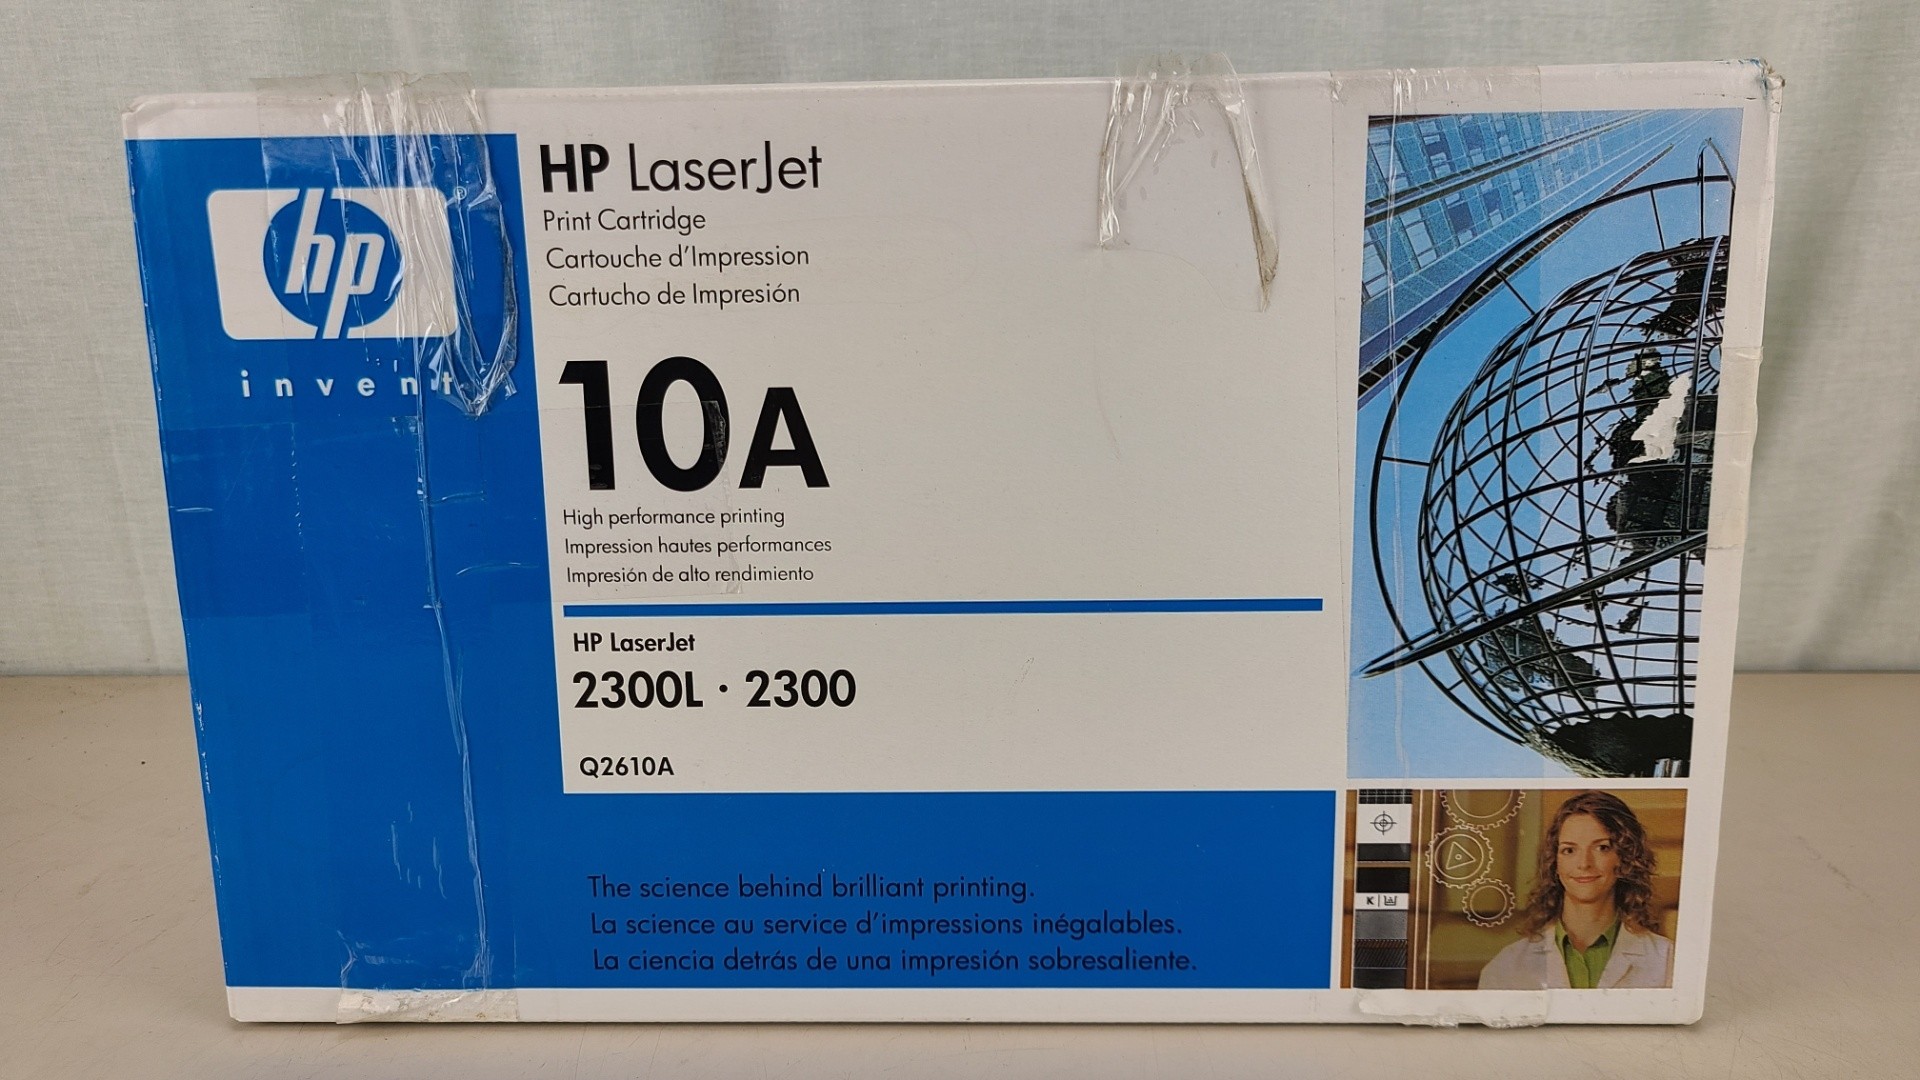 hp®
invent
HP LaserJet
Print Cartridge
Cartouche d'Impression
Cartucho de Impresión
10A
High performance printing
Impression hautes performances
Impresión de alto rendimiento
HP LaserJet
2300L · 2300
Q2610A
The science behind brilliant printing.
La science au service d'impressions inégalables.
La ciencia detrás de una impresión sobresaliente.
K